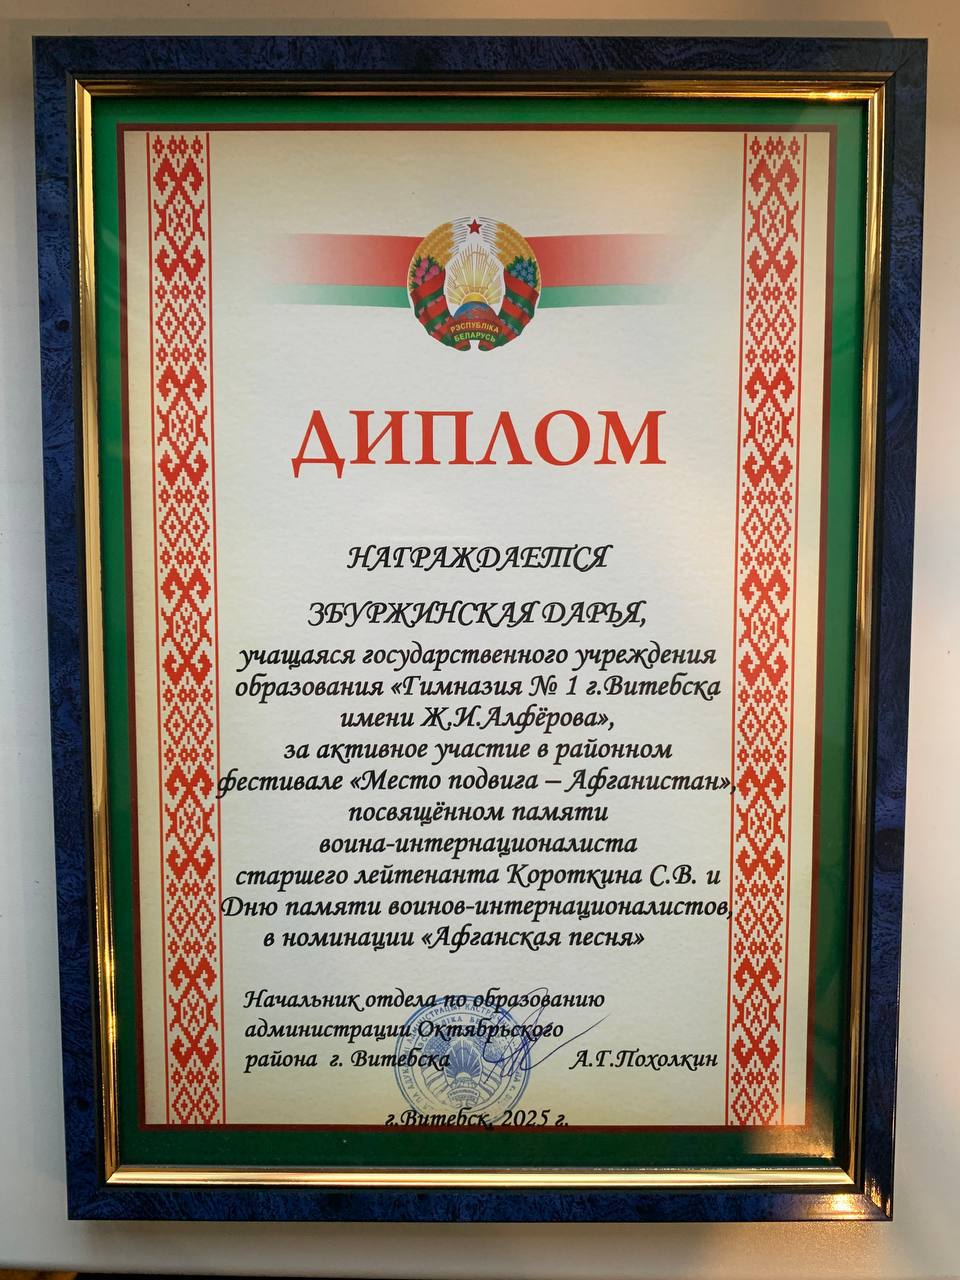 РЭСПУБЛІКА
БЕЛАРУСЬ
ДИПЛОМ
НАГРАЖДАЕТСЯ
ЗБУРЖИНСКАЯ ДАРЬЯ,
учащаяся государственного учреждения
образования «Гимназия № 1 г.Витебска
имени Ж.И.Алфёрова»,
за активное участие в районном
фестивале «Место подвига – Афганистан»,
посвящённом памяти
воина-интернационалиста
старшего лейтенанта Короткина С.В. и
Дню памяти воинов-интернационалистов,
в номинации «Афганская песня»
Начальник отдела по образованию
администрации Октябрьского
района г. Витебска А.Г.Похолкин
г.Витебск, 2025 г.